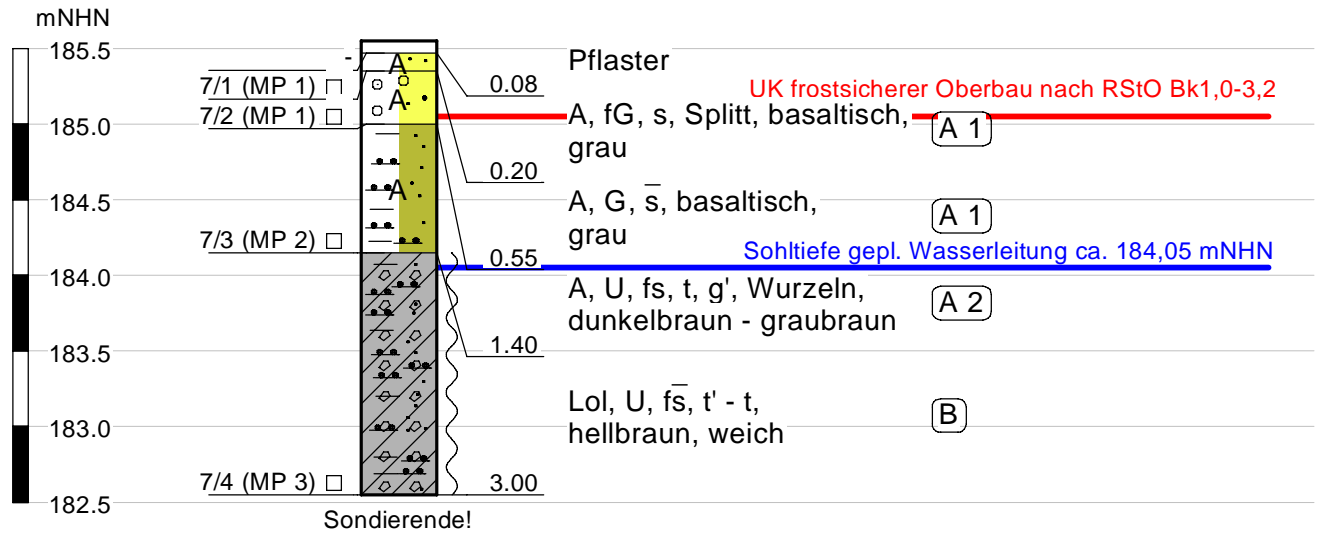 mNHN
185.5
185.0
184.5
184.0
183.5
183.0
182.5
-
7/1 (MP 1) □
7/2 (MP 1) □
7/3 (MP 2) □
7/4 (MP 3) □
A
A
A
0.08
0.20
0.55
1.40
3.00
Sondierende!
Pflaster
UK frostsicherer Oberbau nach RStO Bk1,0-3,2
A, fG, s, Splitt, basaltisch,
grau
A 1
A, G, s̅, basaltisch,
grau
A 1
Sohltiefe gepl. Wasserleitung ca. 184,05 mNHN
A, U, fs, t, g', Wurzeln,
dunkelbraun - graubraun
A 2
Lol, U, fs̅, t' - t,
hellbraun, weich
B